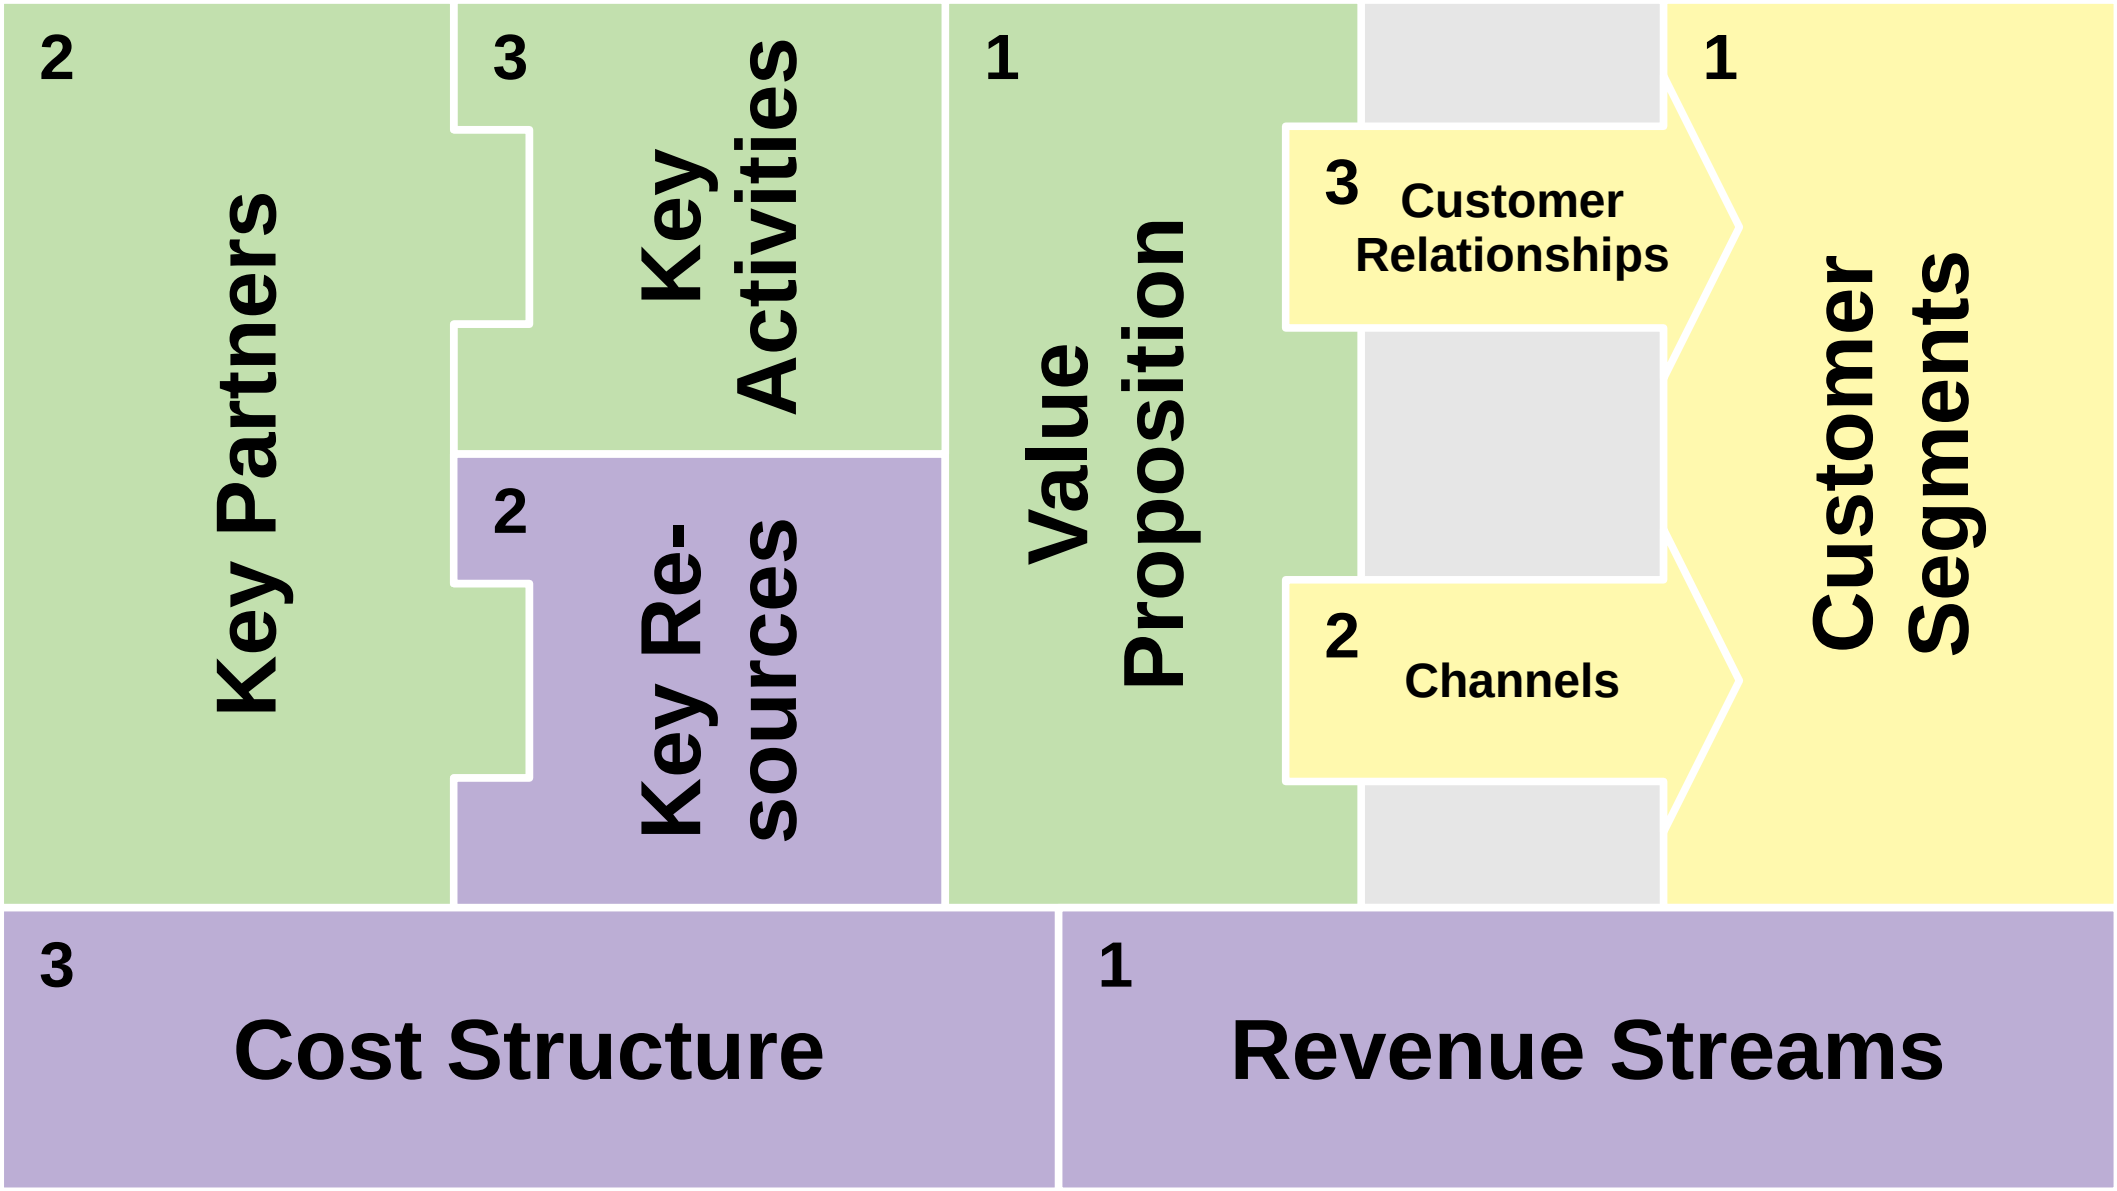 2
Key Partners
3
Key
Activities
2
Key Re-
sources
1
Value
Proposition
3
Customer
Relationships
2
Channels
1
Customer
Segments
3
Cost Structure
1
Revenue Streams